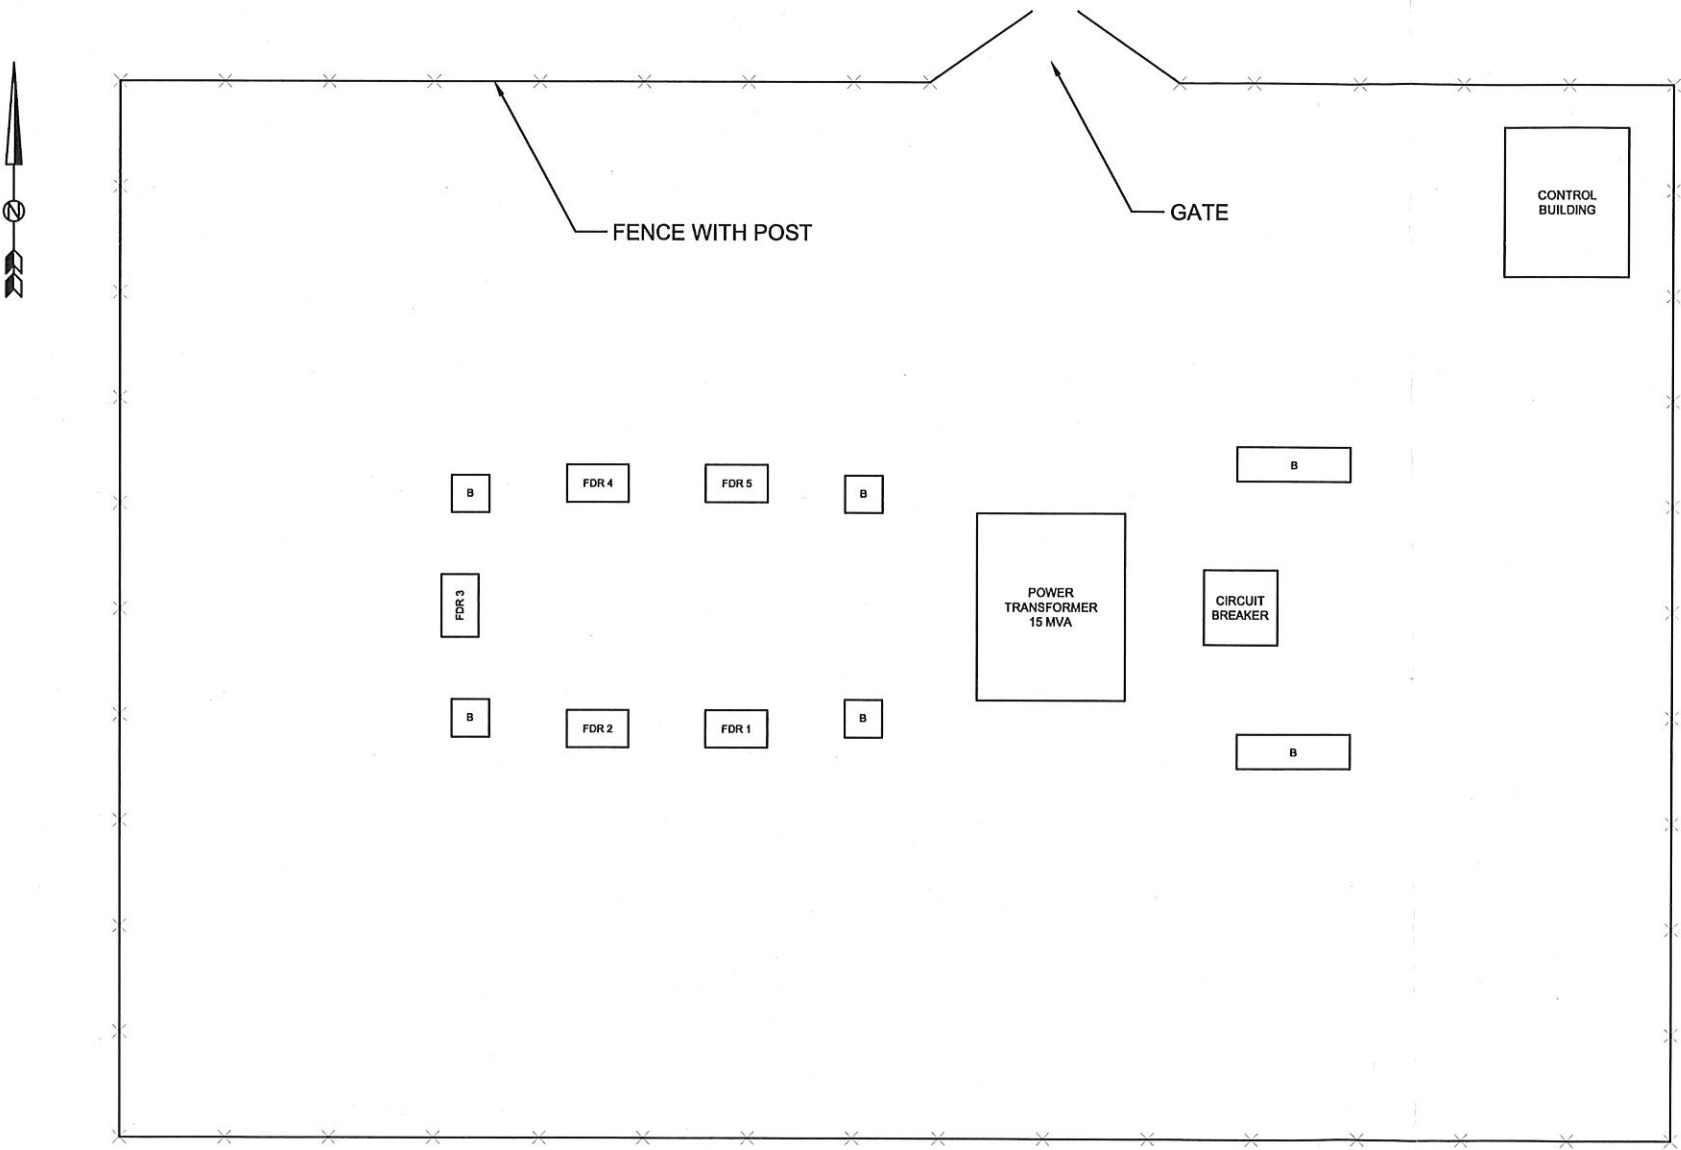 N
FENCE WITH POST
GATE
CONTROL
BUILDING
B
FDR 4
FDR 5
B
B
FDR 3
POWER
TRANSFORMER
15 MVA
CIRCUIT
BREAKER
B
FDR 2
FDR 1
B
B